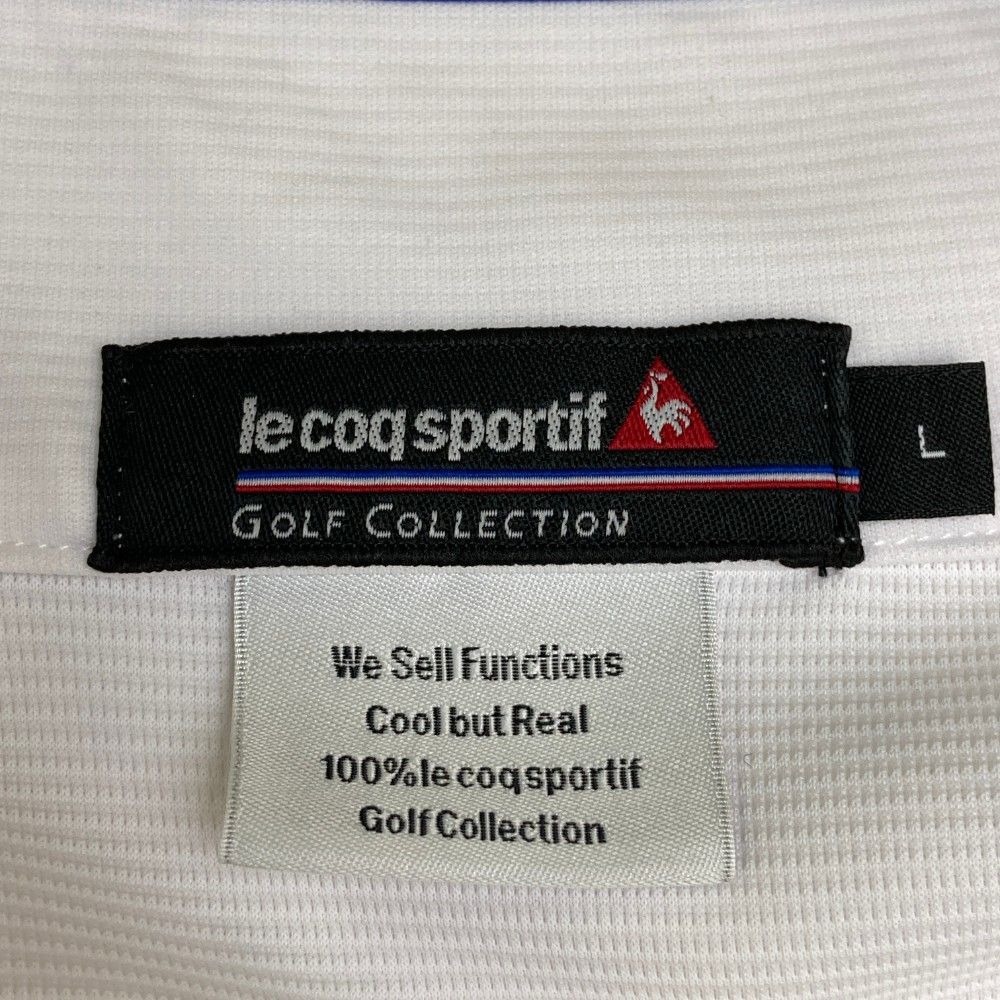 le coq sportif
L
GOLF COLLECTION
We Sell Functions
Cool but Real
100% le coq sportif
Golf Collection